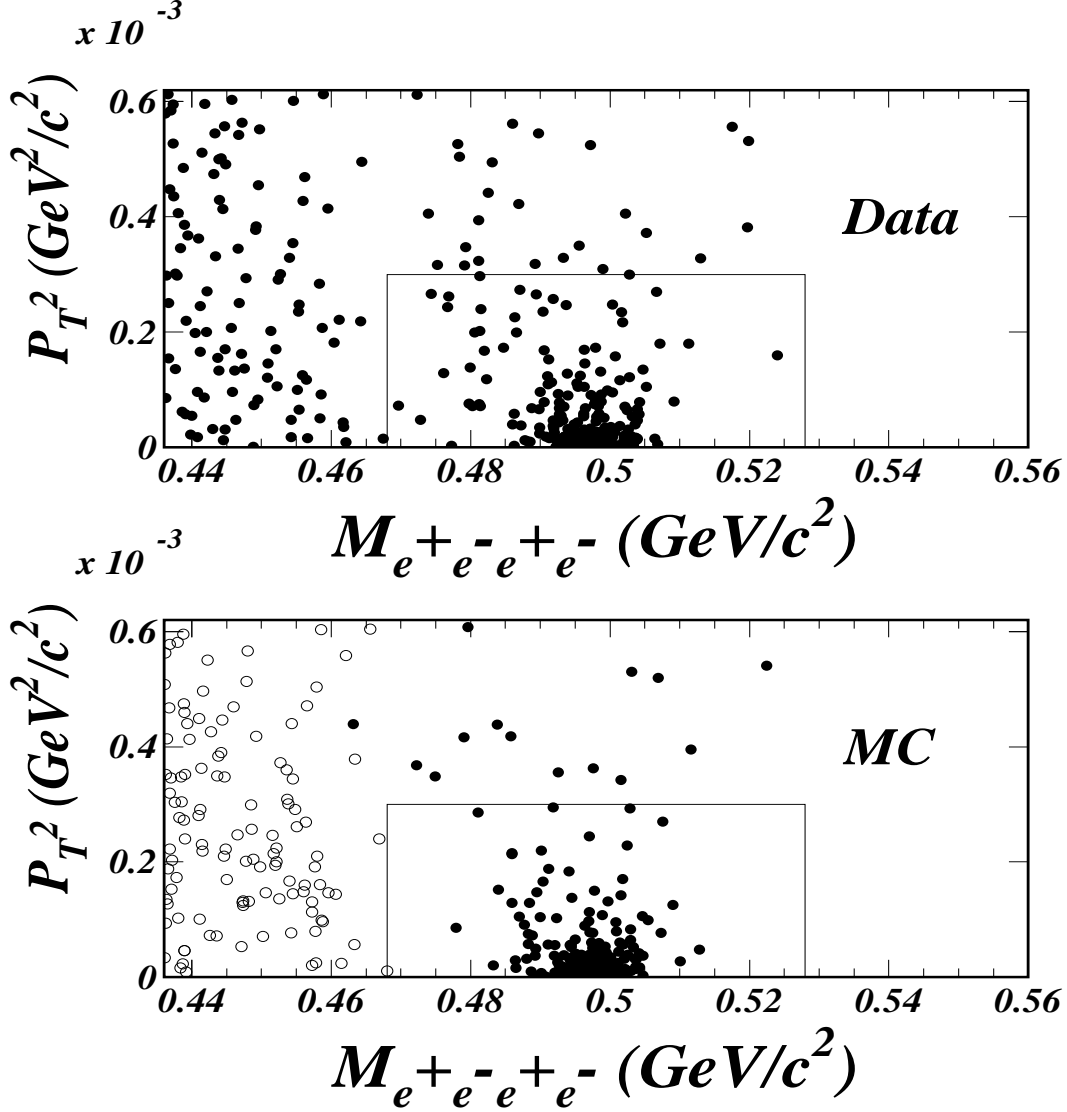 x 10 -3
P_T^2 (GeV^2/c^2)
0.6
0.4
0.2
0
Data
0.44 0.46 0.48 0.5 0.52 0.54 0.56
M_e+e-e+e- (GeV/c^2)
x 10 -3
P_T^2 (GeV^2/c^2)
0.6
0.4
0.2
0
MC
0.44 0.46 0.48 0.5 0.52 0.54 0.56
M_e+e-e+e- (GeV/c^2)